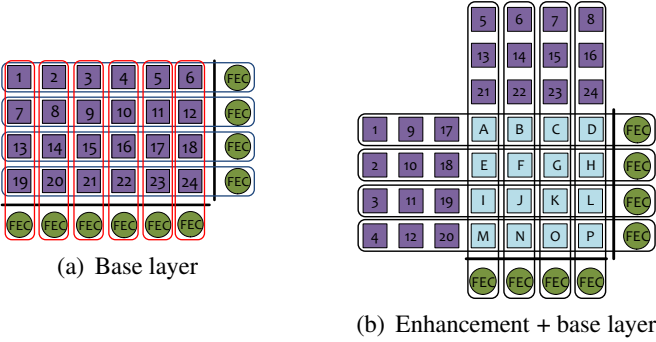 1 2 3 4 5 6 FEC
7 8 9 10 11 12 FEC
13 14 15 16 17 18 FEC
19 20 21 22 23 24 FEC
FEC FEC FEC FEC FEC FEC
(a) Base layer
5 6 7 8
13 14 15 16
21 22 23 24
1 9 17 A B C D FEC
2 10 18 E F G H FEC
3 11 19 I J K L FEC
4 12 20 M N O P FEC
FEC FEC FEC FEC
(b) Enhancement + base layer